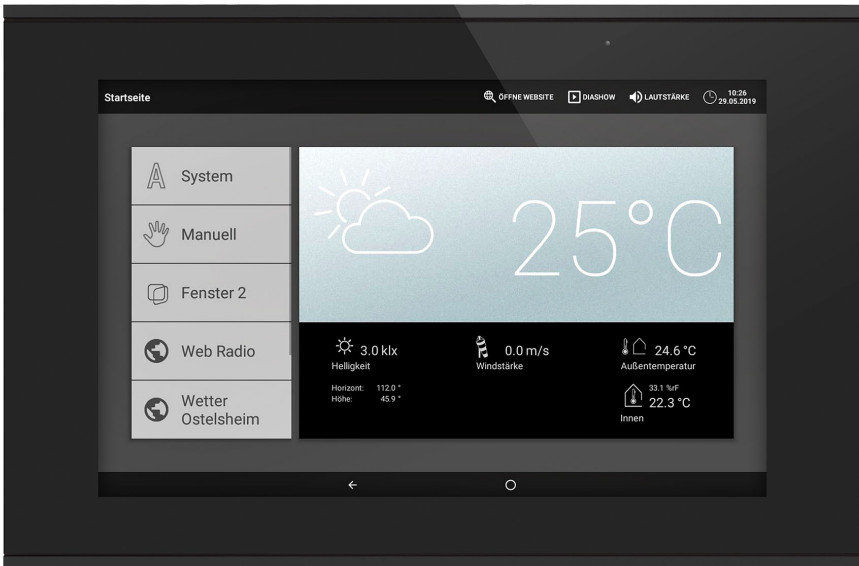 Startseite
ÖFFNE WEBSITE
DIASHOW
LAUTSTÄRKE
10:26
29.05.2019
System
Manuell
Fenster 2
Web Radio
Wetter
Ostelsheim
25°C
3.0 klx
Helligkeit
Horizont: 112.0 °
Höhe: 45.9 °
0.0 m/s
Windstärke
24.6 °C
Außentemperatur
33.1 %rF
22.3 °C
Innen